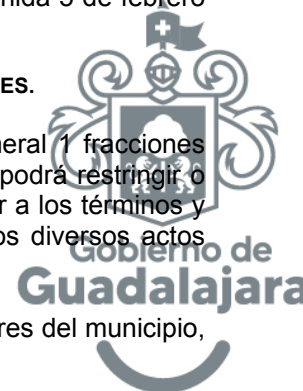 nida 5 de febrero
ES.
neral 1 fracciones
podrá restringir o
r a los términos y
os diversos actos
Gobierno de
Guadalajara
res del municipio,